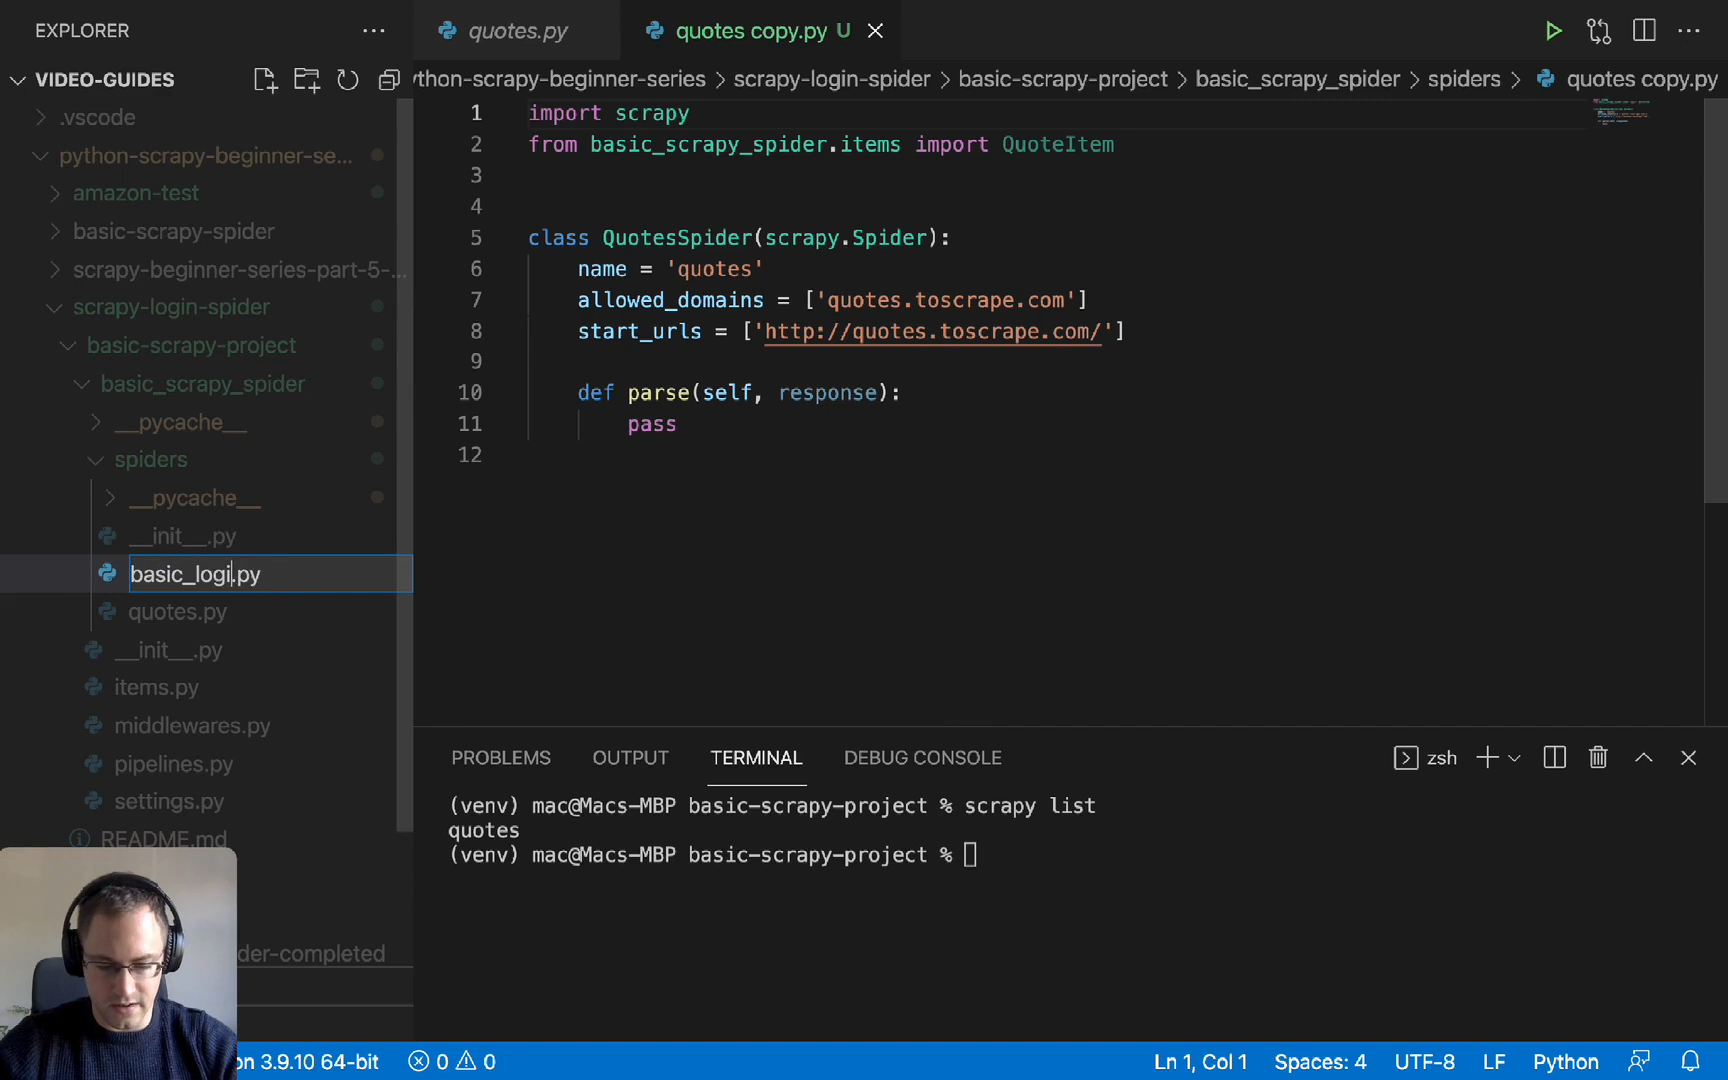 EXPLORER
VIDEO-GUIDES
.vscode
python-scrapy-beginner-se...
amazon-test
basic-scrapy-spider
scrapy-beginner-series-part-5-...
scrapy-login-spider
basic-scrapy-project
basic_scrapy_spider
__pycache__
spiders
__pycache__
__init__.py
basic_logi.py
quotes.py
__init__.py
items.py
middlewares.py
pipelines.py
settings.py
README.md
der-completed
quotes.py
quotes copy.py U
ython-scrapy-beginner-series > scrapy-login-spider > basic-scrapy-project > basic_scrapy_spider > spiders > quotes copy.py
1 import scrapy
2 from basic_scrapy_spider.items import QuoteItem
3
4
5 class QuotesSpider(scrapy.Spider):
6 name = 'quotes'
7 allowed_domains = ['quotes.toscrape.com']
8 start_urls = ['http://quotes.toscrape.com/']
9
10 def parse(self, response):
11 pass
12
PROBLEMS OUTPUT TERMINAL DEBUG CONSOLE zsh
(venv) mac@Macs-MBP basic-scrapy-project % scrapy list
quotes
(venv) mac@Macs-MBP basic-scrapy-project %
on 3.9.10 64-bit 0 0 Ln 1, Col 1 Spaces: 4 UTF-8 LF Python